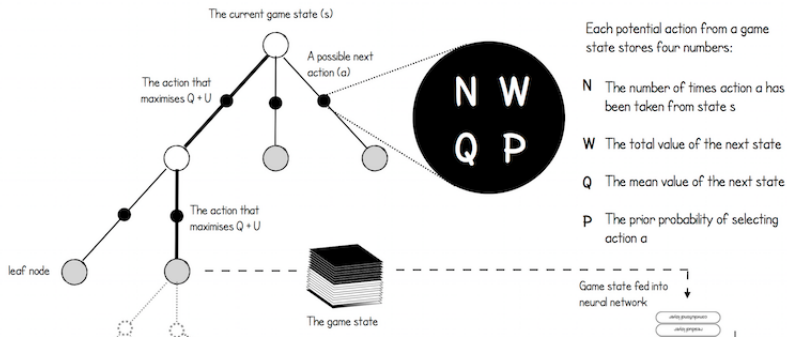 The current game state (s)
A possible next
action (a)
The action that
maximises Q + U
N W
Q P
Each potential action from a game
state stores four numbers:
N The number of times action a has
been taken from state s
W The total value of the next state
Q The mean value of the next state
P The prior probability of selecting
action a
The action that
maximises Q + U
leaf node
The game state
Game state fed into
neural network